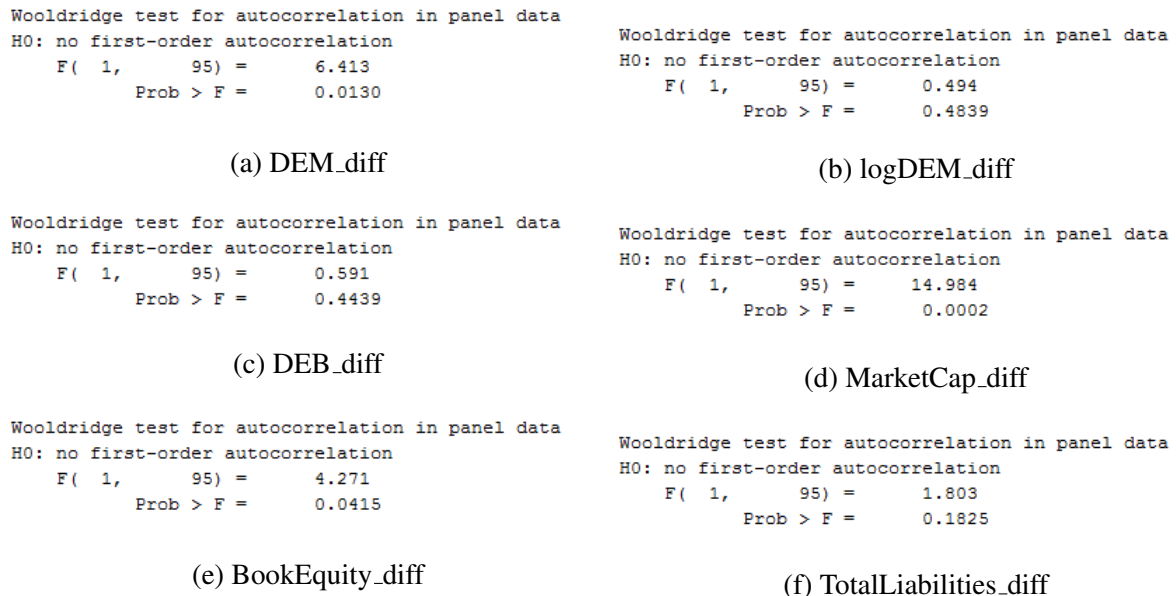 Wooldridge test for autocorrelation in panel data
H0: no first-order autocorrelation
F( 1, 95) = 6.413
Prob > F = 0.0130
(a) DEM_diff
Wooldridge test for autocorrelation in panel data
H0: no first-order autocorrelation
F( 1, 95) = 0.494
Prob > F = 0.4839
(b) logDEM_diff
Wooldridge test for autocorrelation in panel data
H0: no first-order autocorrelation
F( 1, 95) = 0.591
Prob > F = 0.4439
(c) DEB_diff
Wooldridge test for autocorrelation in panel data
H0: no first-order autocorrelation
F( 1, 95) = 14.984
Prob > F = 0.0002
(d) MarketCap_diff
Wooldridge test for autocorrelation in panel data
H0: no first-order autocorrelation
F( 1, 95) = 4.271
Prob > F = 0.0415
(e) BookEquity_diff
Wooldridge test for autocorrelation in panel data
H0: no first-order autocorrelation
F( 1, 95) = 1.803
Prob > F = 0.1825
(f) TotalLiabilities_diff